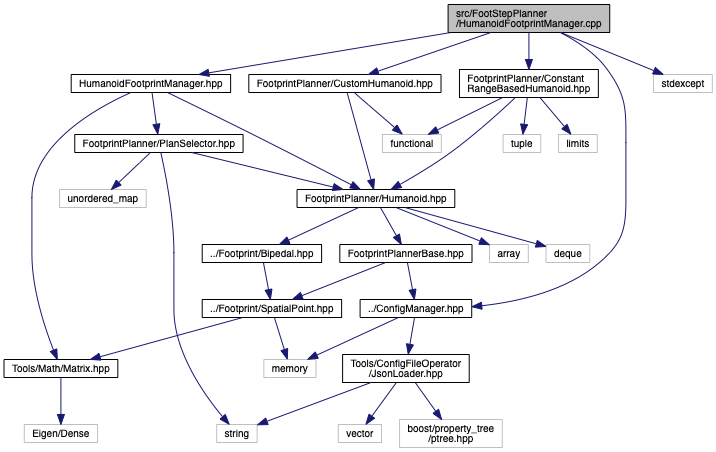 src/FootStepPlanner
/HumanoidFootprintManager.cpp
HumanoidFootprintManager.hpp
FootprintPlanner/CustomHumanoid.hpp
FootprintPlanner/Constant
RangeBasedHumanoid.hpp
stdexcept
FootprintPlanner/PlanSelector.hpp
functional
tuple
limits
unordered_map
FootprintPlanner/Humanoid.hpp
../Footprint/Bipedal.hpp
FootprintPlannerBase.hpp
array
deque
../Footprint/SpatialPoint.hpp
../ConfigManager.hpp
Tools/Math/Matrix.hpp
memory
Tools/ConfigFileOperator
/JsonLoader.hpp
Eigen/Dense
string
vector
boost/property_tree
/ptree.hpp